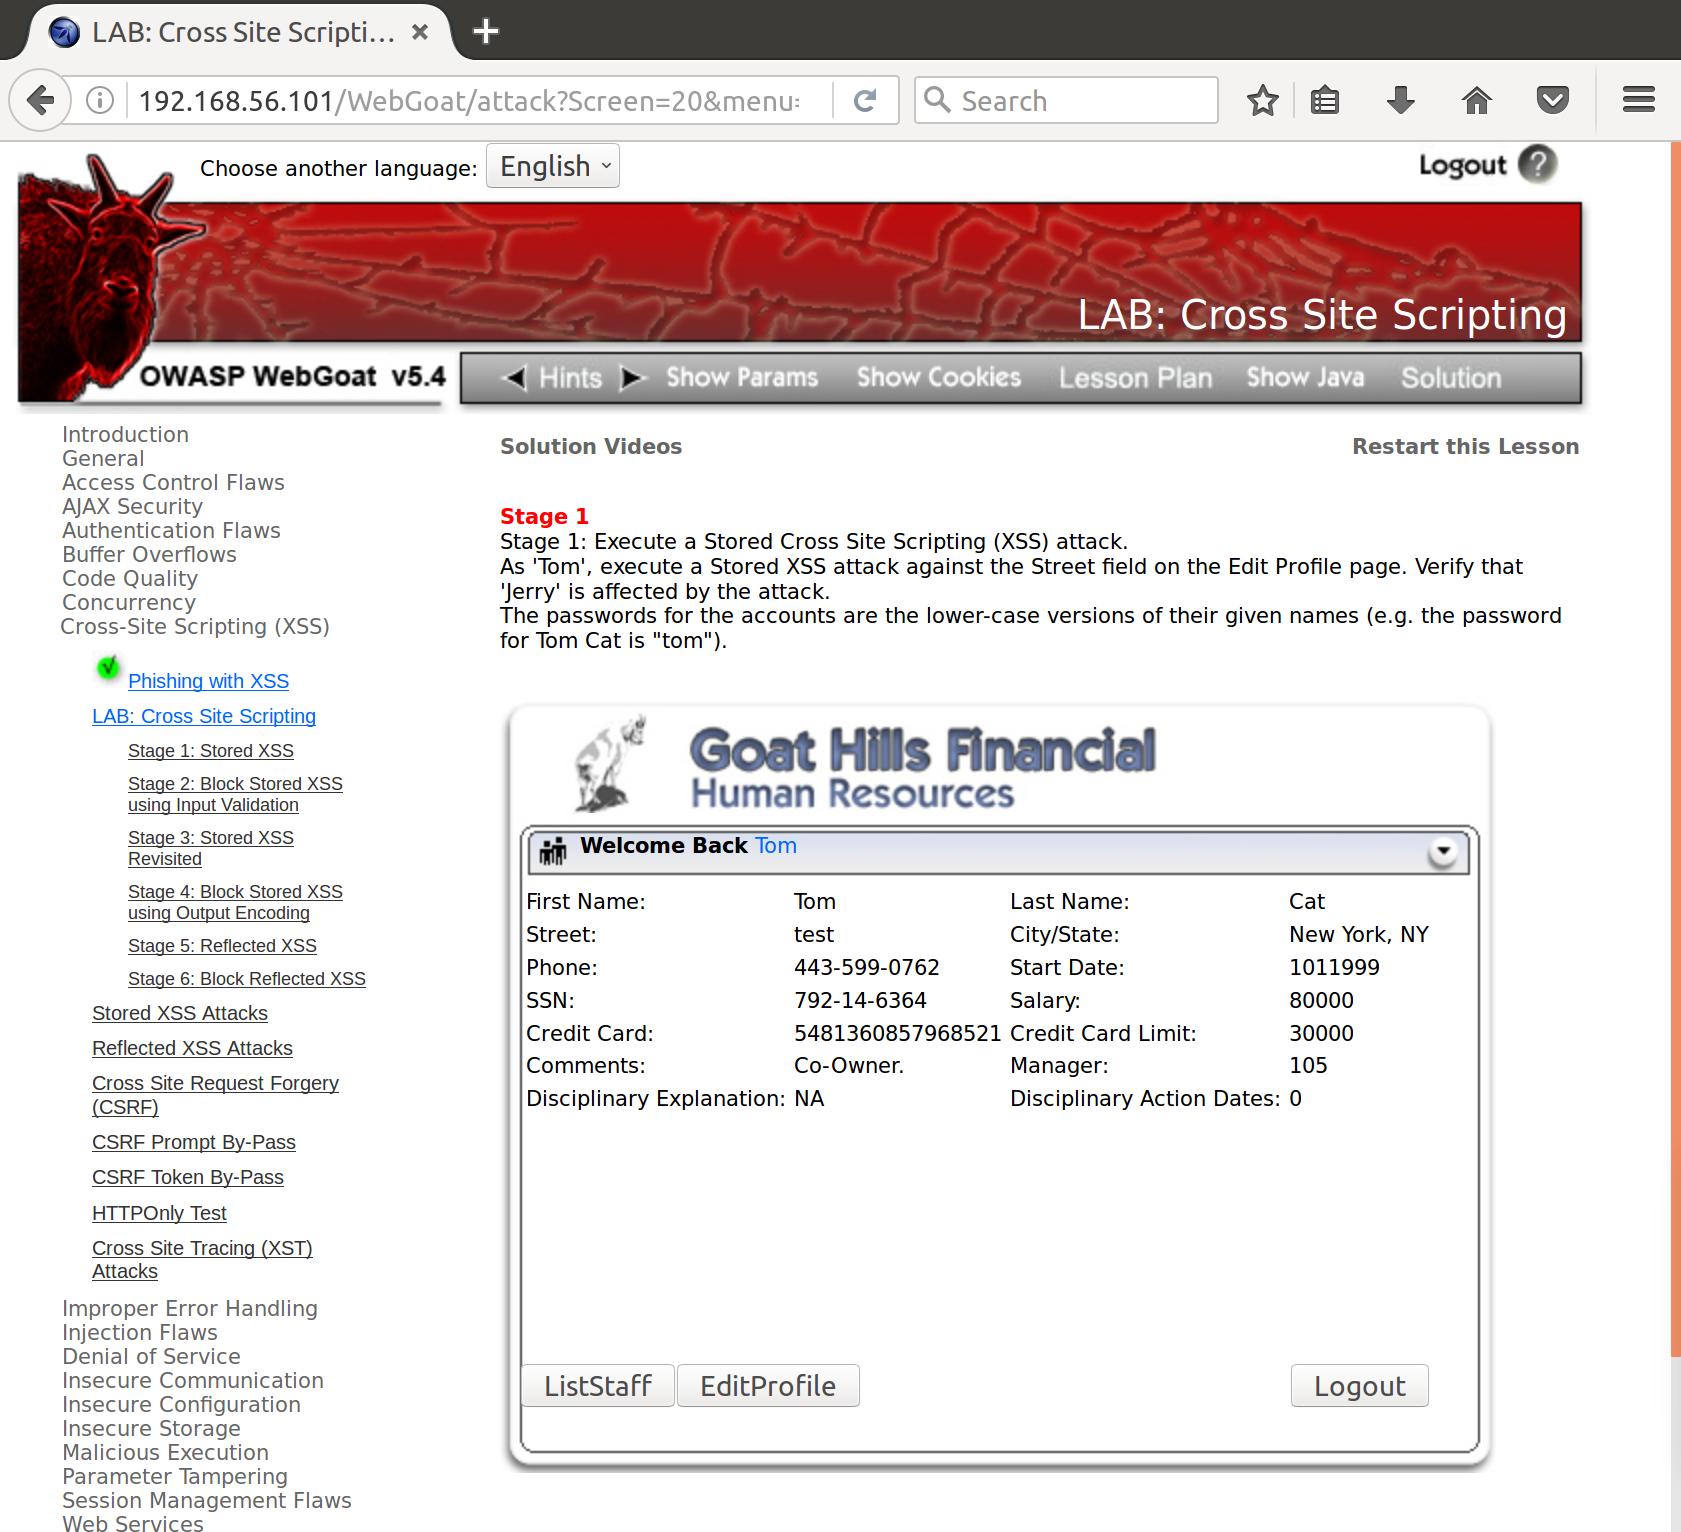 LAB: Cross Site Scripti... ×
192.168.56.101/WebGoat/attack?Screen=20&menu= Search
Choose another language: English Logout ?
LAB: Cross Site Scripting
OWASP WebGoat v5.4 Hints Show Params Show Cookies Lesson Plan Show Java Solution
Introduction
General
Access Control Flaws
AJAX Security
Authentication Flaws
Buffer Overflows
Code Quality
Concurrency
Cross-Site Scripting (XSS)
Phishing with XSS
LAB: Cross Site Scripting
Stage 1: Stored XSS
Stage 2: Block Stored XSS
using Input Validation
Stage 3: Stored XSS
Revisited
Stage 4: Block Stored XSS
using Output Encoding
Stage 5: Reflected XSS
Stage 6: Block Reflected XSS
Stored XSS Attacks
Reflected XSS Attacks
Cross Site Request Forgery
(CSRF)
CSRF Prompt By-Pass
CSRF Token By-Pass
HTTPOnly Test
Cross Site Tracing (XST)
Attacks
Improper Error Handling
Injection Flaws
Denial of Service
Insecure Communication
Insecure Configuration
Insecure Storage
Malicious Execution
Parameter Tampering
Session Management Flaws
Web Services
Solution Videos Restart this Lesson
Stage 1
Stage 1: Execute a Stored Cross Site Scripting (XSS) attack.
As 'Tom', execute a Stored XSS attack against the Street field on the Edit Profile page. Verify that
'Jerry' is affected by the attack.
The passwords for the accounts are the lower-case versions of their given names (e.g. the password
for Tom Cat is "tom").
Goat Hills Financial
Human Resources
Welcome Back Tom
First Name: Tom Last Name: Cat
Street: test City/State: New York, NY
Phone: 443-599-0762 Start Date: 1011999
SSN: 792-14-6364 Salary: 80000
Credit Card: 5481360857968521 Credit Card Limit: 30000
Comments: Co-Owner. Manager: 105
Disciplinary Explanation: NA Disciplinary Action Dates: 0
ListStaff EditProfile Logout